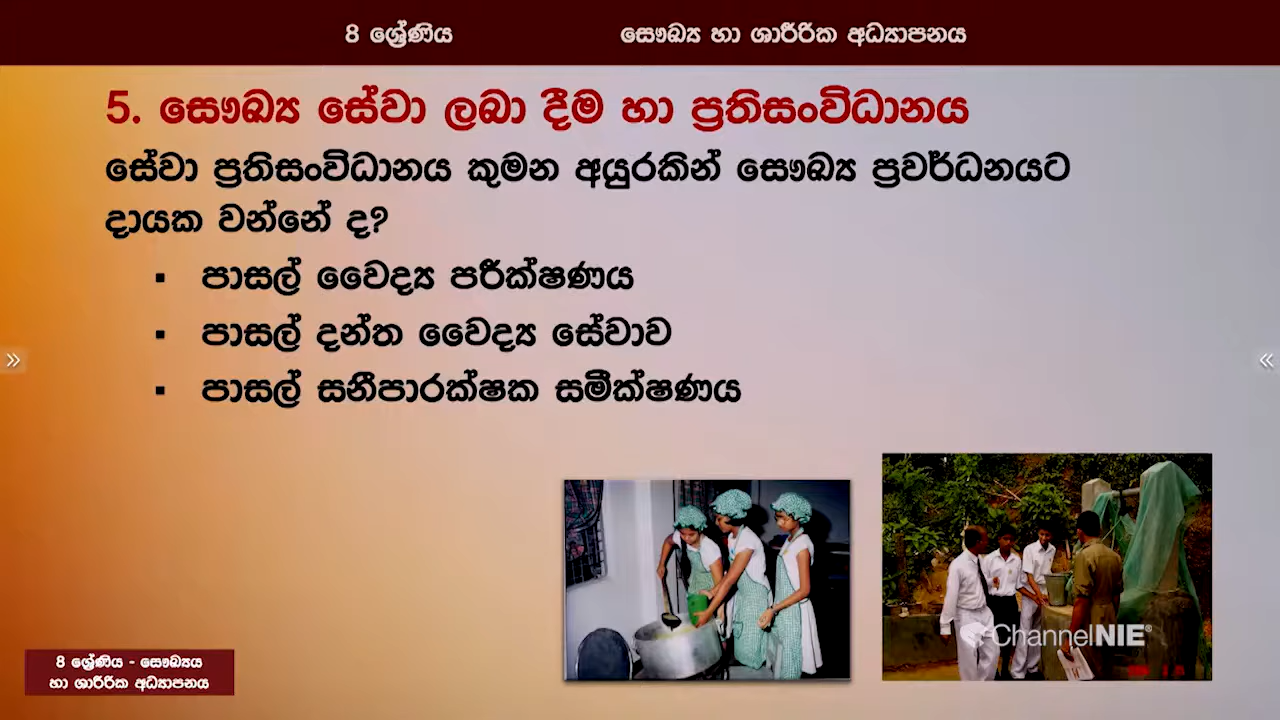 8 ශ්‍රේණිය සෞඛ්‍ය හා ශාරීරික අධ්‍යාපනය
5. සෞඛ්‍ය සේවා ලබා දීම හා ප්‍රතිසංවිධානය
සේවා ප්‍රතිසංවිධානය කුමන අයුරකින් සෞඛ්‍ය ප්‍රවර්ධනයට
දායක වන්නේ ද?
▪ පාසල් වෛද්‍ය පරීක්ෂණය
▪ පාසල් දන්ත වෛද්‍ය සේවාව
▪ පාසල් සනීපාරක්ෂක සමීක්ෂණය
ChannelNIE®
8 ශ්‍රේණිය - සෞඛ්‍යය
හා ශාරීරික අධ්‍යාපනය